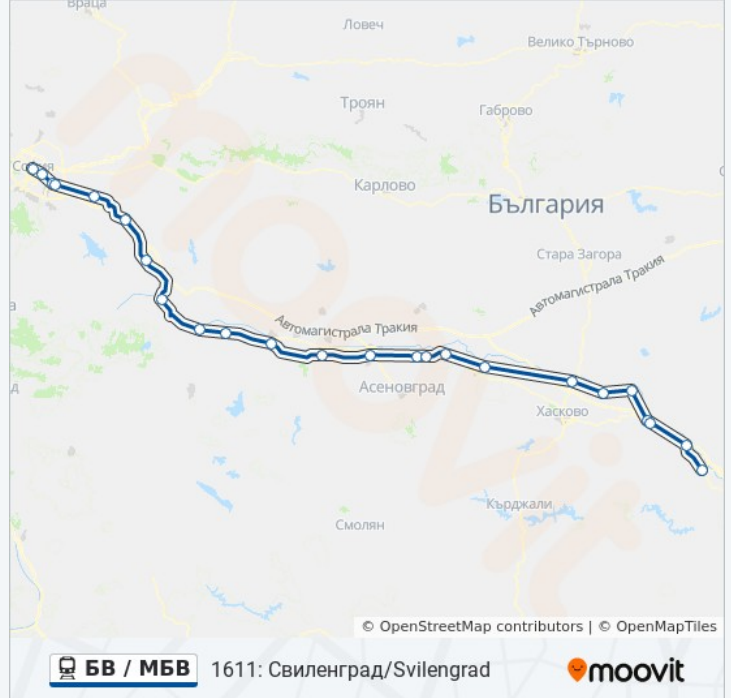 Враца
Ловеч
Велико Търново
Троян
Габрово
София
Карлово
България
Стара Загора
Автомагистрала Тракия
Автомагистрала Тракия
Асеновград
Хасково
Кърджали
Смолян
moovit
© OpenStreetMap contributors | © OpenMapTiles
БВ / МБВ 1611: Свиленград/Svilengrad moovit